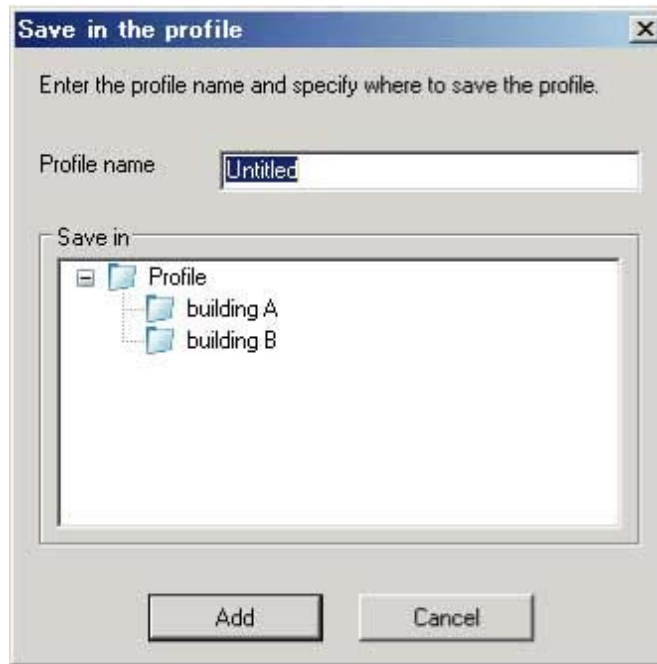 Save in the profile
Enter the profile name and specify where to save the profile.
Profile name
Untitled
Save in
Profile
building A
building B
Add
Cancel